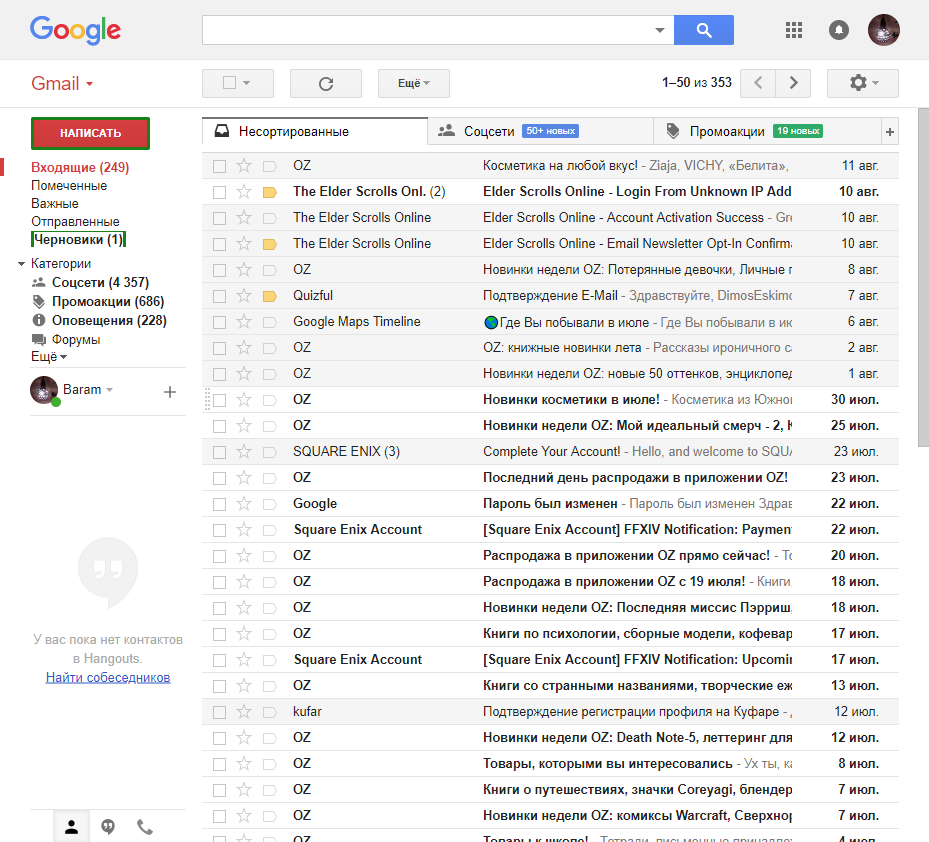 Google
Gmail
Ещё
1–50 из 353
НАПИСАТЬ
Входящие (249)
Помеченные
Важные
Отправленные
Черновики (1)
Категории
Соцсети (4 357)
Промоакции (686)
Оповещения (228)
Форумы
Ещё
Baram
У вас пока нет контактов
в Hangouts.
Найти собеседников
Несортированные Соцсети 50+ новых Промоакции 19 новых
OZ Косметика на любой вкус! - Ziaja, VICHY, «Белита», 11 авг.
The Elder Scrolls Onl. (2) Elder Scrolls Online - Login From Unknown IP Add 10 авг.
The Elder Scrolls Online Elder Scrolls Online - Account Activation Success - Gre 10 авг.
The Elder Scrolls Online Elder Scrolls Online - Email Newsletter Opt-In Confirma 10 авг.
OZ Новинки недели OZ: Потерянные девочки, Личные 8 авг.
Quizful Подтверждение E-Mail - Здравствуйте, DimosEskimo 7 авг.
Google Maps Timeline Где Вы побывали в июле - Где Вы побывали в ик 6 авг.
OZ OZ: книжные новинки лета - Рассказы ироничного са 2 авг.
OZ Новинки недели OZ: новые 50 оттенков, энциклопед 1 авг.
OZ Новинки косметики в июле! - Косметика из Южно 30 июл.
OZ Новинки недели OZ: Мой идеальный смерч - 2, К 25 июл.
SQUARE ENIX (3) Complete Your Account! - Hello, and welcome to SQUA 23 июл.
OZ Последний день распродажи в приложении OZ! 23 июл.
Google Пароль был изменен - Пароль был изменен Здрав 22 июл.
Square Enix Account [Square Enix Account] FFXIV Notification: Paymen 22 июл.
OZ Распродажа в приложении OZ прямо сейчас! - То 20 июл.
OZ Распродажа в приложении OZ с 19 июля! - Книги, 18 июл.
OZ Новинки недели OZ: Последняя миссис Пэрриш, 18 июл.
OZ Книги по психологии, сборные модели, кофевар 17 июл.
Square Enix Account [Square Enix Account] FFXIV Notification: Upcomin 17 июл.
OZ Книги со странными названиями, творческие еж 13 июл.
kufar Подтверждение регистрации профиля на Куфаре - 12 июл.
OZ Новинки недели OZ: Death Note-5, леттеринг для 12 июл.
OZ Товары, которыми вы интересовались - Ух ты, ка 8 июл.
OZ Книги о путешествиях, значки Coreyagi, блендер 7 июл.
OZ Новинки недели OZ: комиксы Warcraft, Сверхнор 7 июл.
OZ Товары к школе! - Тетради, письменные принадлеж 4 июл.